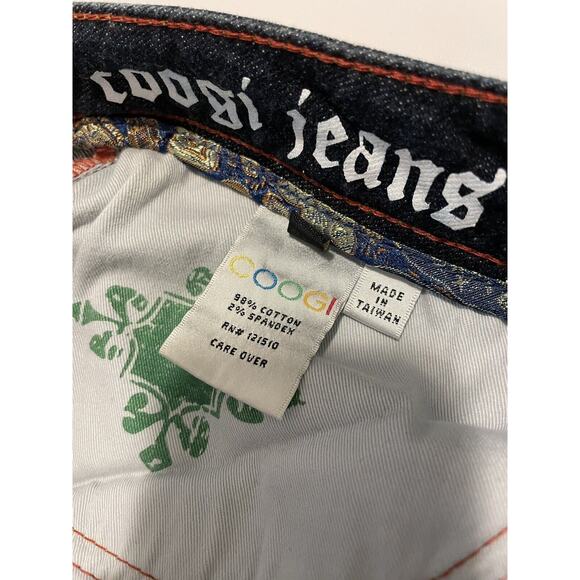 coogi jeans
COOGI
98% COTTON
2% SPANDEX
RN# 121510
CARE OVER
MADE
IN
TAIWAN